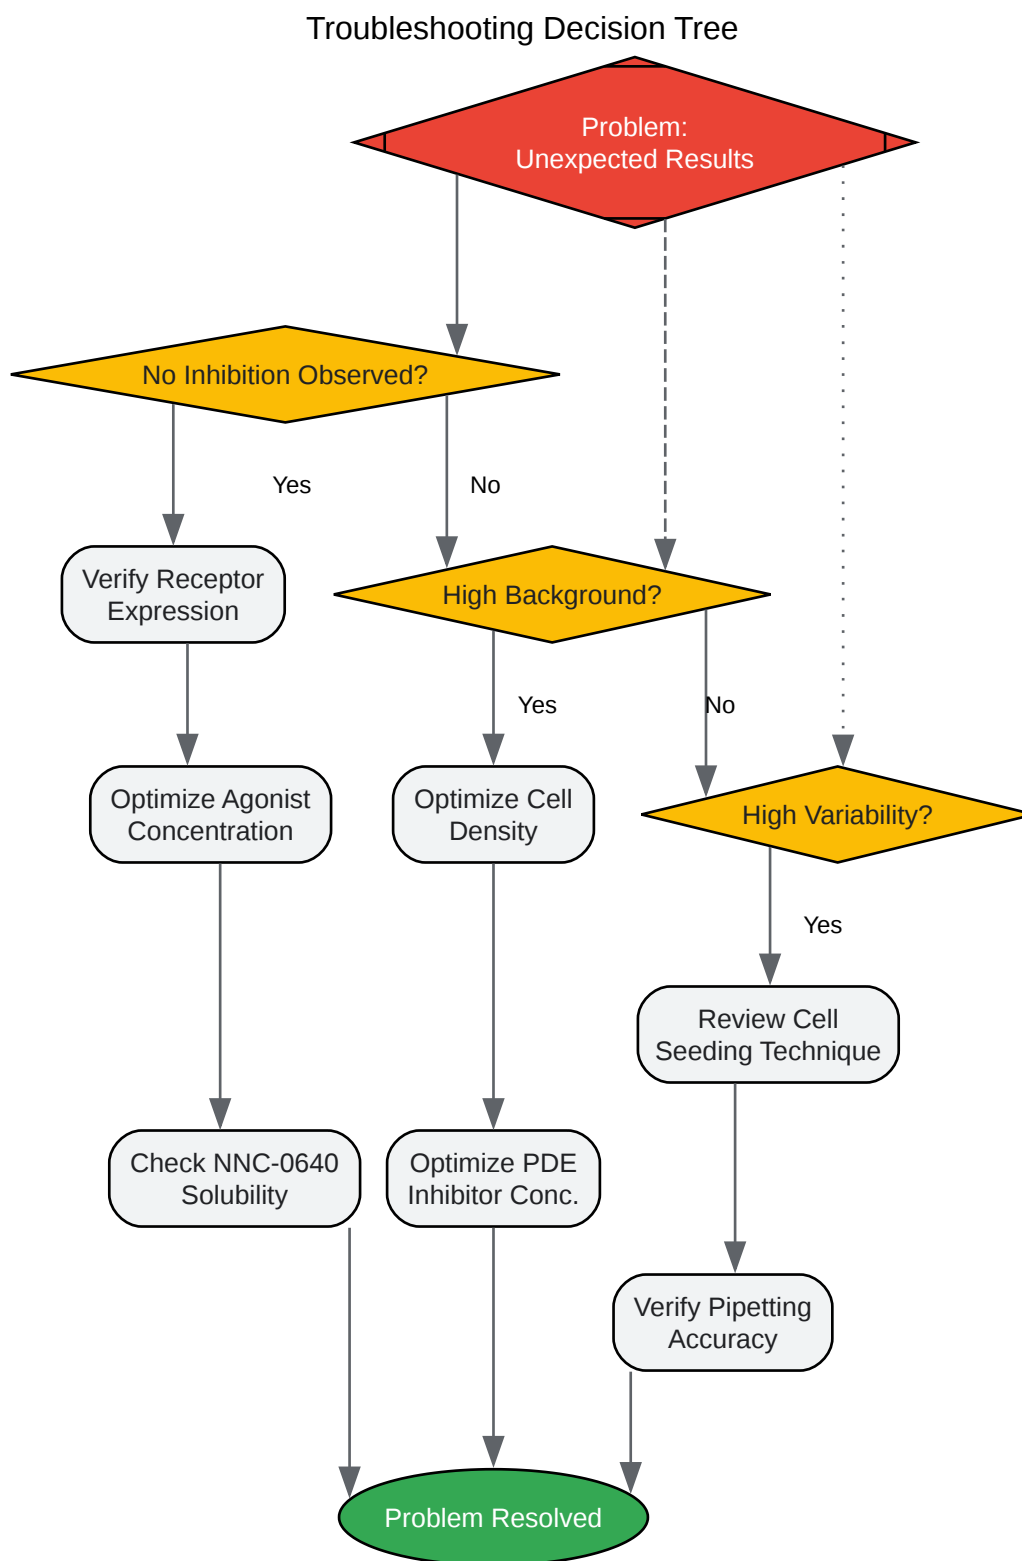 Troubleshooting Decision Tree
Problem:
Unexpected Results
No Inhibition Observed?
Yes
No
Verify Receptor
Expression
High Background?
Yes
No
Optimize Agonist
Concentration
Optimize Cell
Density
High Variability?
Yes
Review Cell
Seeding Technique
Check NNC-0640
Solubility
Optimize PDE
Inhibitor Conc.
Verify Pipetting
Accuracy
Problem Resolved